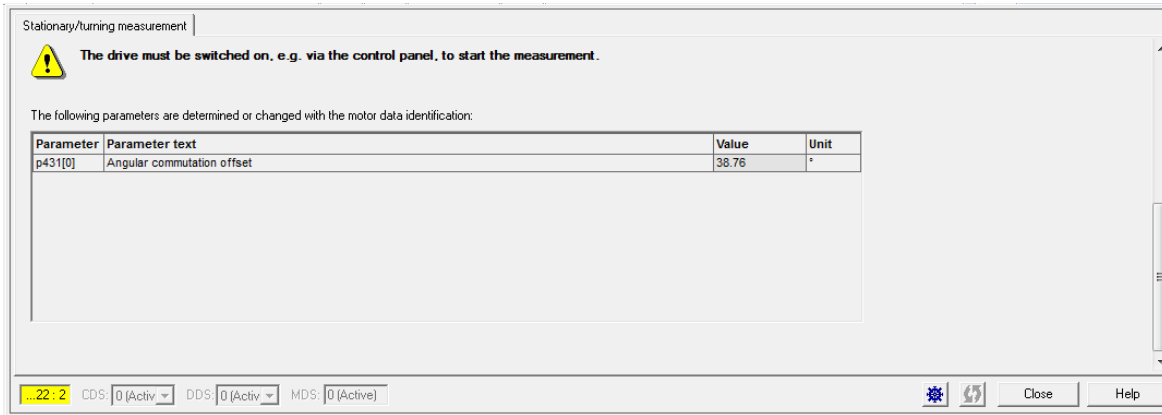 Stationary/turning measurement
The drive must be switched on, e.g. via the control panel, to start the measurement.
The following parameters are determined or changed with the motor data identification:
Parameter Parameter text Value Unit
p431[0] Angular commutation offset 38.76 °
...22 : 2 CDS: 0 (Activ DDS: 0 (Activ MDS: 0 (Active) Close Help